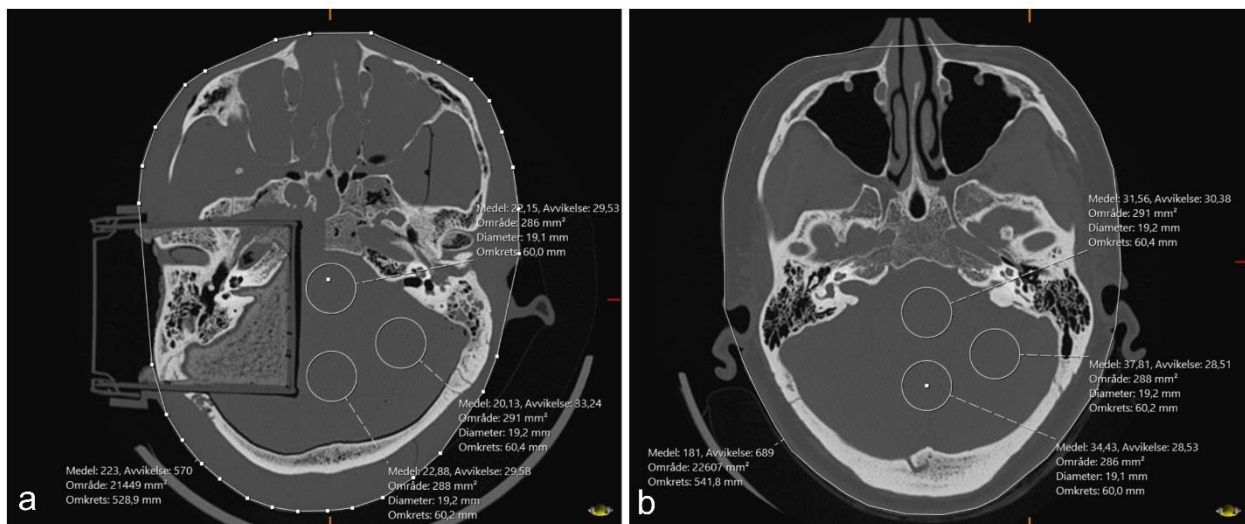 Medel: 22,15, Avvikelse: 29,53
Område: 286 mm²
Diameter: 19,1 mm
Omkrets: 60,0 mm
Medel: 20,13, Avvikelse: 33,24
Område: 291 mm²
Diameter: 19,2 mm
Omkrets: 60,4 mm
Medel: 223, Avvikelse: 570
Område: 21449 mm²
Omkrets: 528,9 mm
Medel: 22,88, Avvikelse: 29,58
Område: 288 mm²
Diameter: 19,2 mm
Omkrets: 60,2 mm
a
Medel: 31,56, Avvikelse: 30,38
Område: 291 mm²
Diameter: 19,2 mm
Omkrets: 60,4 mm
Medel: 37,81, Avvikelse: 28,51
Område: 288 mm²
Diameter: 19,2 mm
Omkrets: 60,2 mm
Medel: 181, Avvikelse: 689
Område: 22607 mm²
Omkrets: 541,8 mm
Medel: 34,43, Avvikelse: 28,53
Område: 286 mm²
Diameter: 19,1 mm
Omkrets: 60,0 mm
b